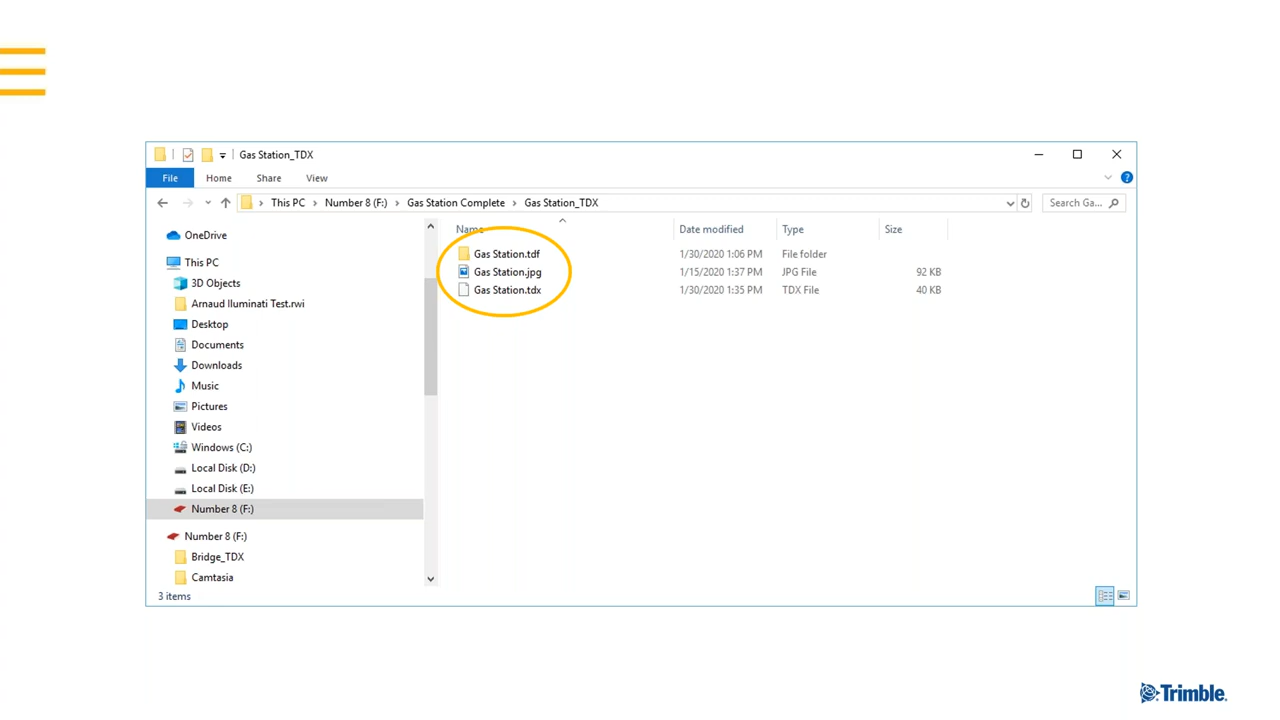 Gas Station_TDX
File Home Share View
This PC Number 8 (F:) Gas Station Complete Gas Station_TDX Search Ga...
Name Date modified Type Size
OneDrive
This PC
3D Objects
Arnaud Iluminati Test.rwi
Desktop
Documents
Downloads
Music
Pictures
Videos
Windows (C:)
Local Disk (D:)
Local Disk (E:)
Number 8 (F:)
Number 8 (F:)
Bridge_TDX
Camtasia
Gas Station.tdf 1/30/2020 1:06 PM File folder
Gas Station.jpg 1/15/2020 1:37 PM JPG File 92 KB
Gas Station.tdx 1/30/2020 1:35 PM TDX File 40 KB
3 items
Trimble.